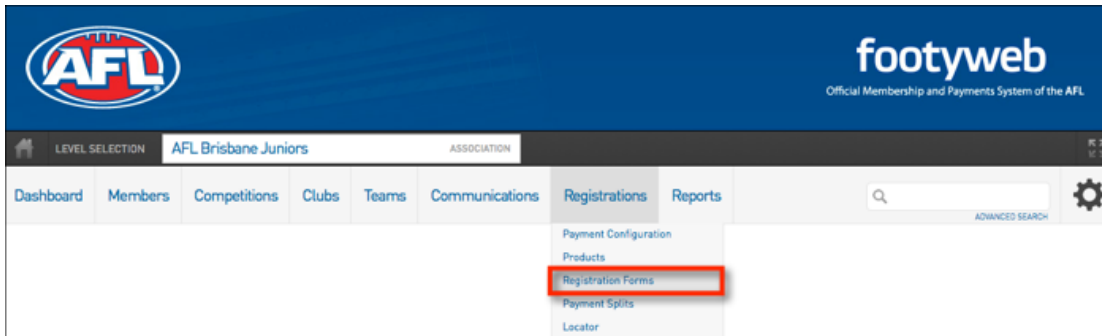 AFL
footyweb
Official Membership and Payments System of the AFL
LEVEL SELECTION AFL Brisbane Juniors ASSOCIATION
Dashboard Members Competitions Clubs Teams Communications Registrations Reports
ADVANCED SEARCH
Payment Configuration
Products
Registration Forms
Payment Splits
Locator